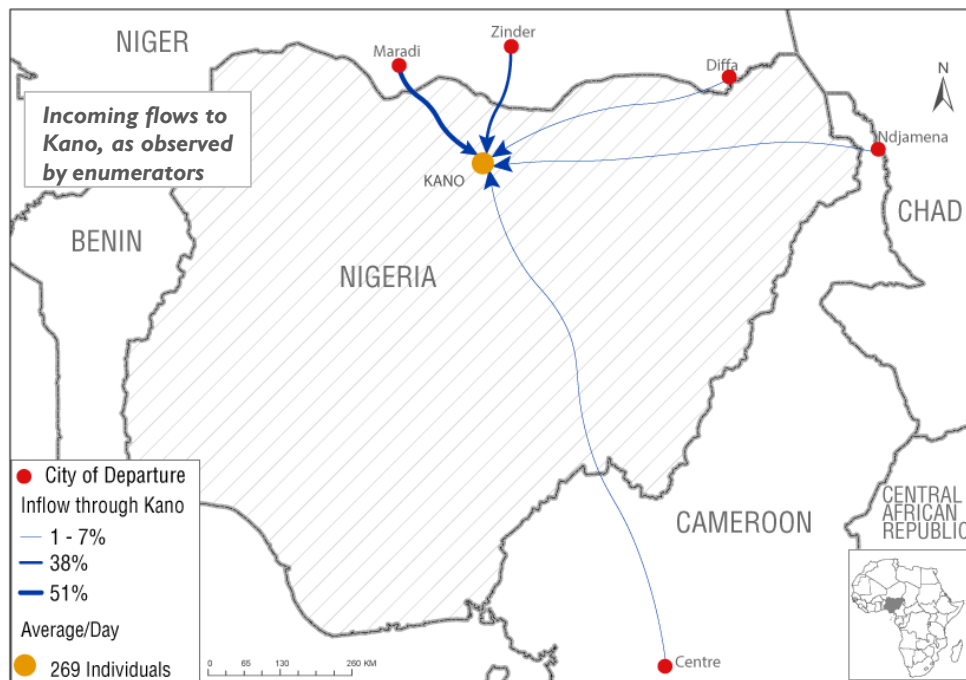 NIGER
Zinder
Maradi
Diffa
N
Incoming flows to
Kano, as observed
by enumerators
Ndjamena
KANO
CHAD
BENIN
NIGERIA
City of Departure
Inflow through Kano
1 - 7%
38%
51%
Average/Day
269 Individuals
CAMEROON
CENTRAL
AFRICAN
REPUBLIC
0 65 130 260 KM
Centre